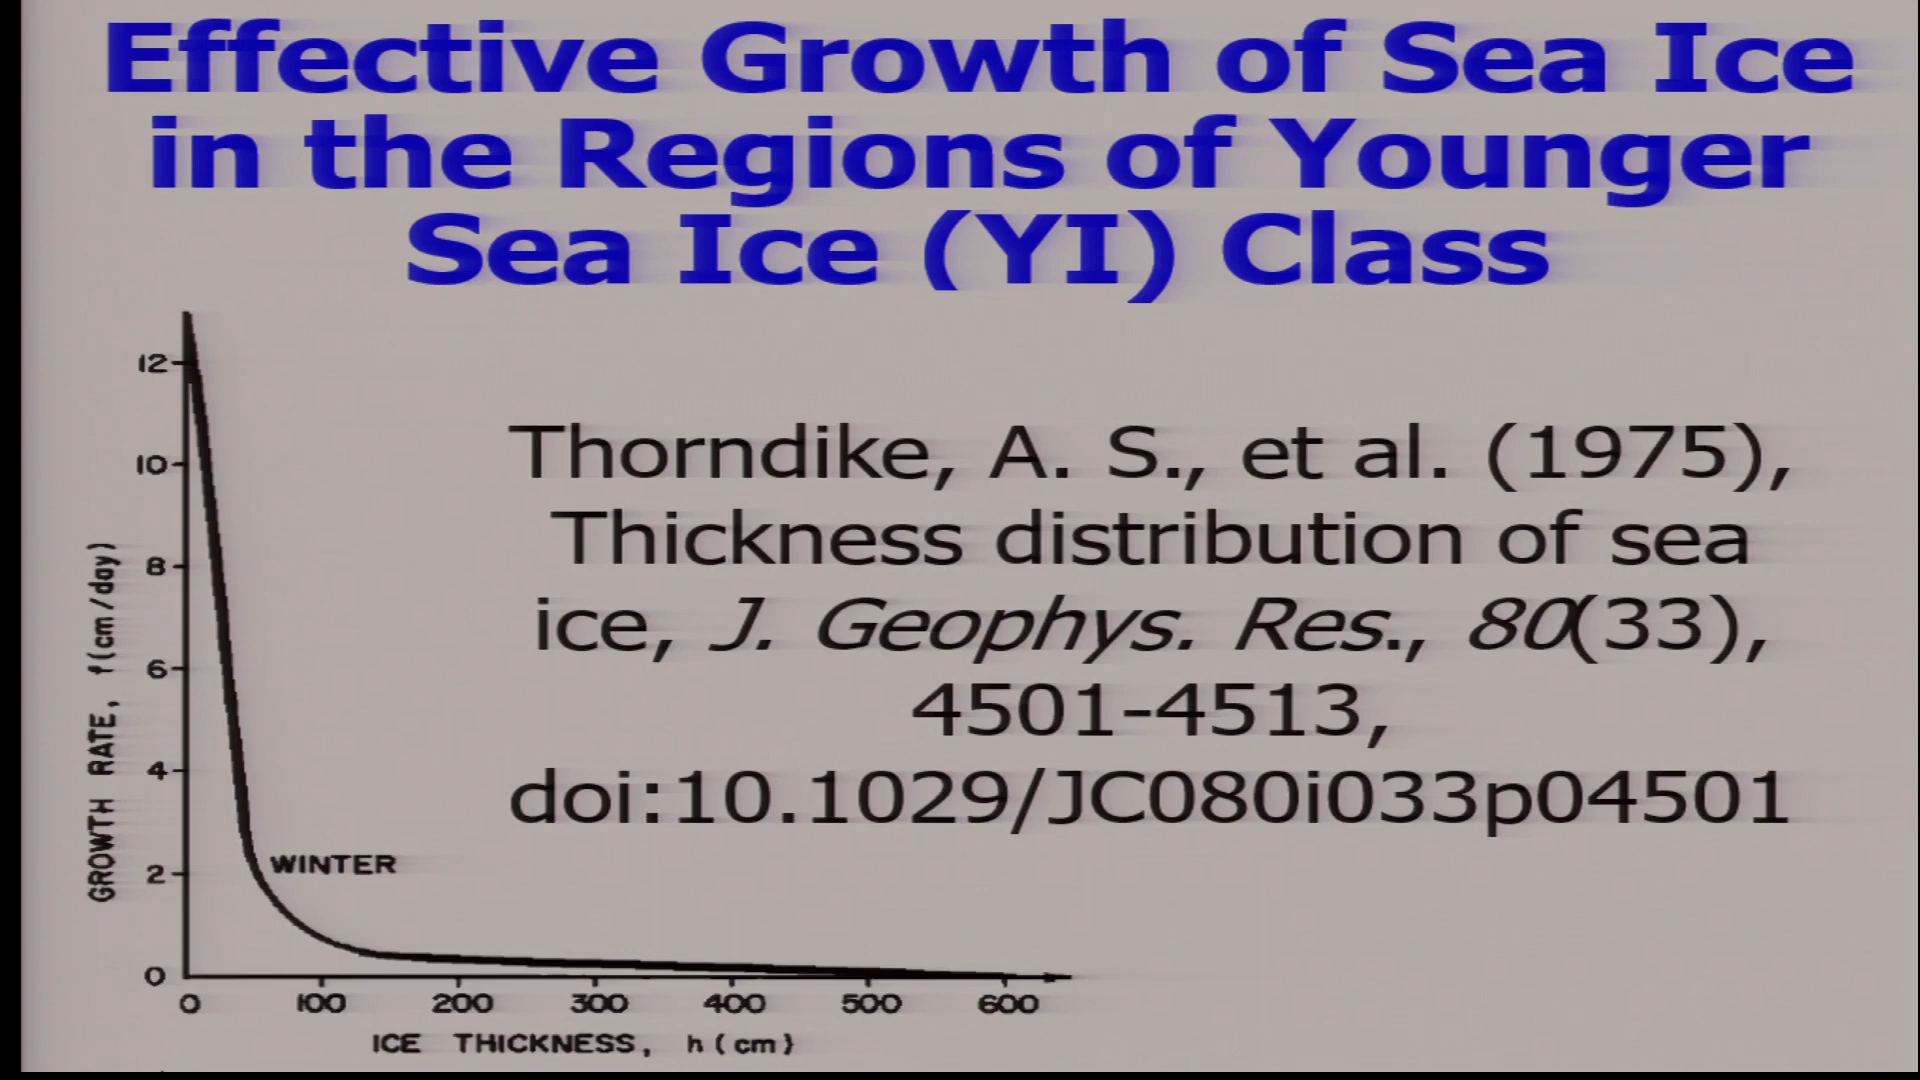 Effective Growth of Sea Ice
in the Regions of Younger
Sea Ice (YI) Class
Thorndike, A. S., et al. (1975),
Thickness distribution of sea
ice, J. Geophys. Res., 80(33),
4501-4513,
doi:10.1029/JC080i033p04501
GROWTH RATE, f(cm/day)
12
10
8
6
4
2
0
WINTER
0 100 200 300 400 500 600
ICE THICKNESS, h (cm)